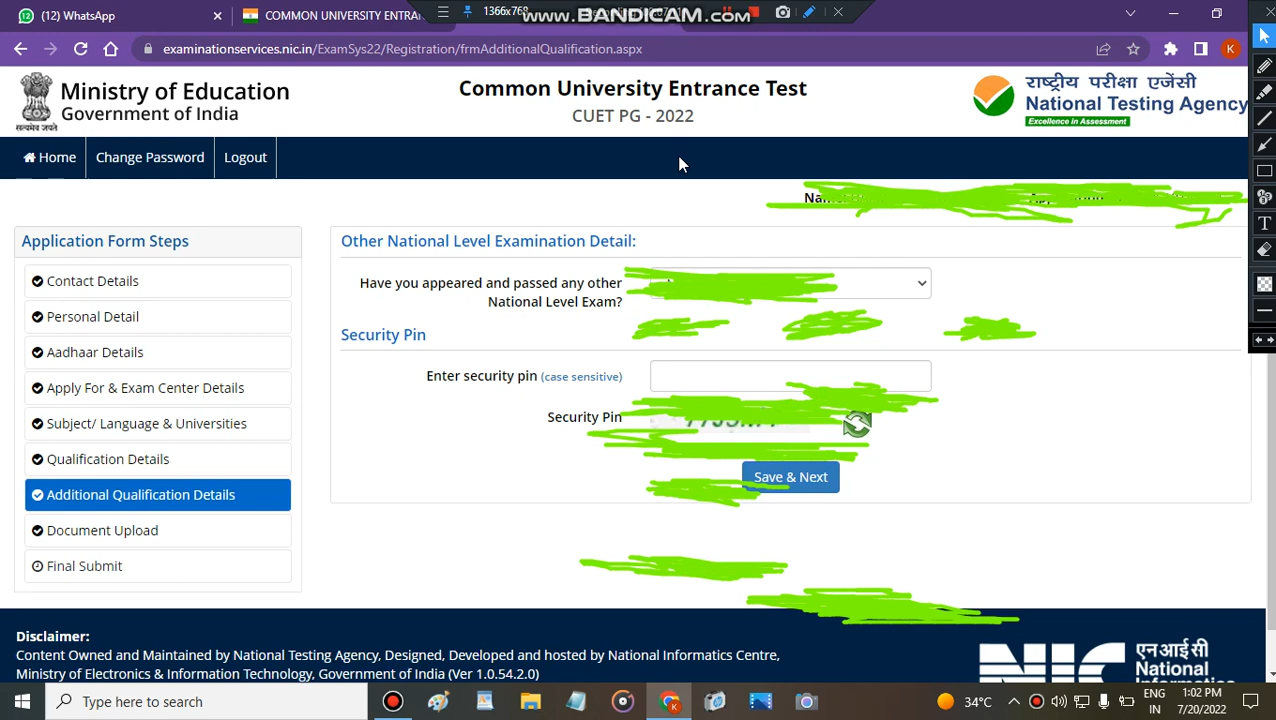 (12) WhatsApp
COMMON UNIVERSITY ENTRA
1366x768
www.BANDICAM.com
examinationservices.nic.in/ExamSys22/Registration/frmAdditionalQualification.aspx
K
Ministry of Education
Government of India
सत्यमेव जयते
Common University Entrance Test
CUET PG - 2022
राष्ट्रीय परीक्षा एजेंसी
National Testing Agency
Excellence in Assessment
Home
Change Password
Logout
Application Form Steps
Contact Details
Personal Detail
Aadhaar Details
Apply For & Exam Center Details
Subject/ Language & Universities
Qualification Details
Additional Qualification Details
Document Upload
Final Submit
Other National Level Examination Detail:
Have you appeared and passed any other
National Level Exam?
Security Pin
Enter security pin (case sensitive)
Security Pin
Save & Next
Disclaimer:
Content Owned and Maintained by National Testing Agency, Designed, Developed and hosted by National Informatics Centre,
Ministry of Electronics & Information Technology, Government of India (Ver 1.0.54.2.0)
NIC
एनआईसी
National
Type here to search
34°C
ENG
IN
1:02 PM
7/20/2022